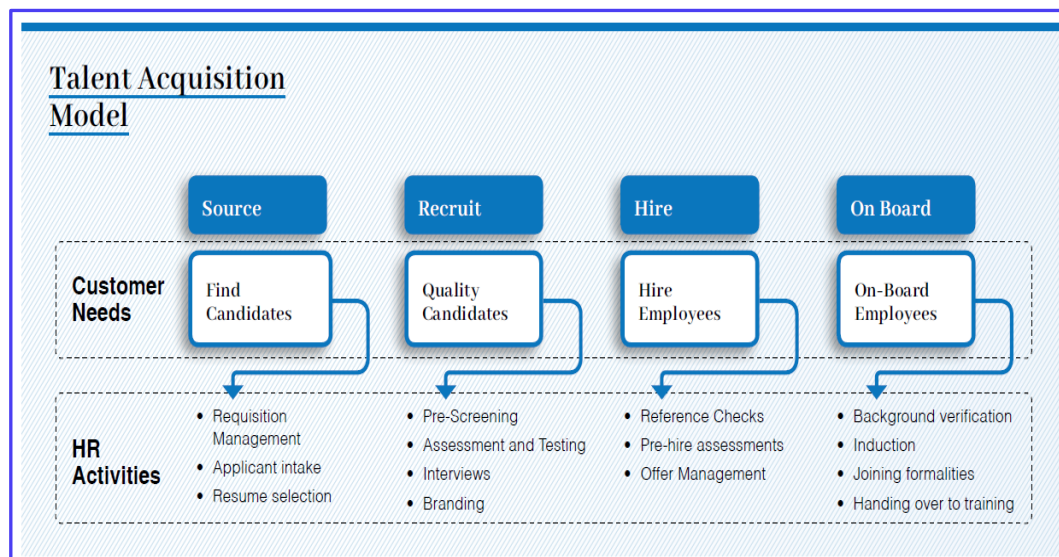 Talent Acquisition
Model
Source
Recruit
Hire
On Board
Customer
Needs
Find
Candidates
Quality
Candidates
Hire
Employees
On-Board
Employees
HR
Activities
• Requisition
Management
• Applicant intake
• Resume selection
• Pre-Screening
• Assessment and Testing
• Interviews
• Branding
• Reference Checks
• Pre-hire assessments
• Offer Management
• Background verification
• Induction
• Joining formalities
• Handing over to training